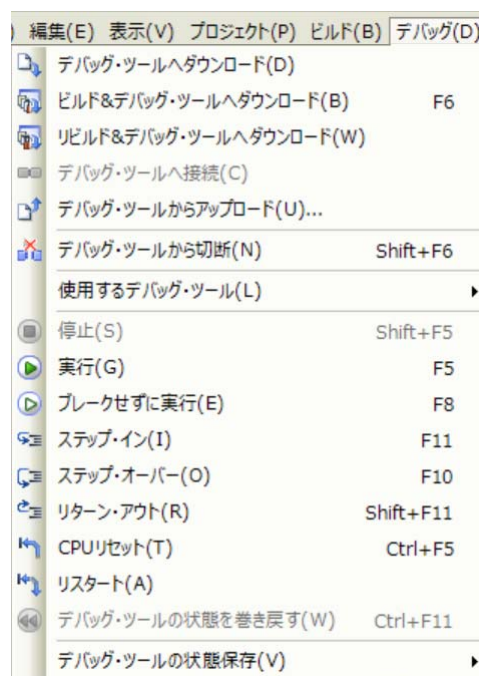 ) 編集(E) 表示(V) プロジェクト(P) ビルド(B) デバッグ(D)
デバッグ・ツールへダウンロード(D)
ビルド&デバッグ・ツールへダウンロード(B) F6
リビルド&デバッグ・ツールへダウンロード(W)
デバッグ・ツールへ接続(C)
デバッグ・ツールからアップロード(U)...
デバッグ・ツールから切断(N) Shift+F6
使用するデバッグ・ツール(L)
停止(S) Shift+F5
実行(G) F5
ブレークせずに実行(E) F8
ステップ・イン(I) F11
ステップ・オーバー(O) F10
リターン・アウト(R) Shift+F11
CPUリセット(T) Ctrl+F5
リスタート(A)
デバッグ・ツールの状態を巻き戻す(W) Ctrl+F11
デバッグ・ツールの状態保存(V)